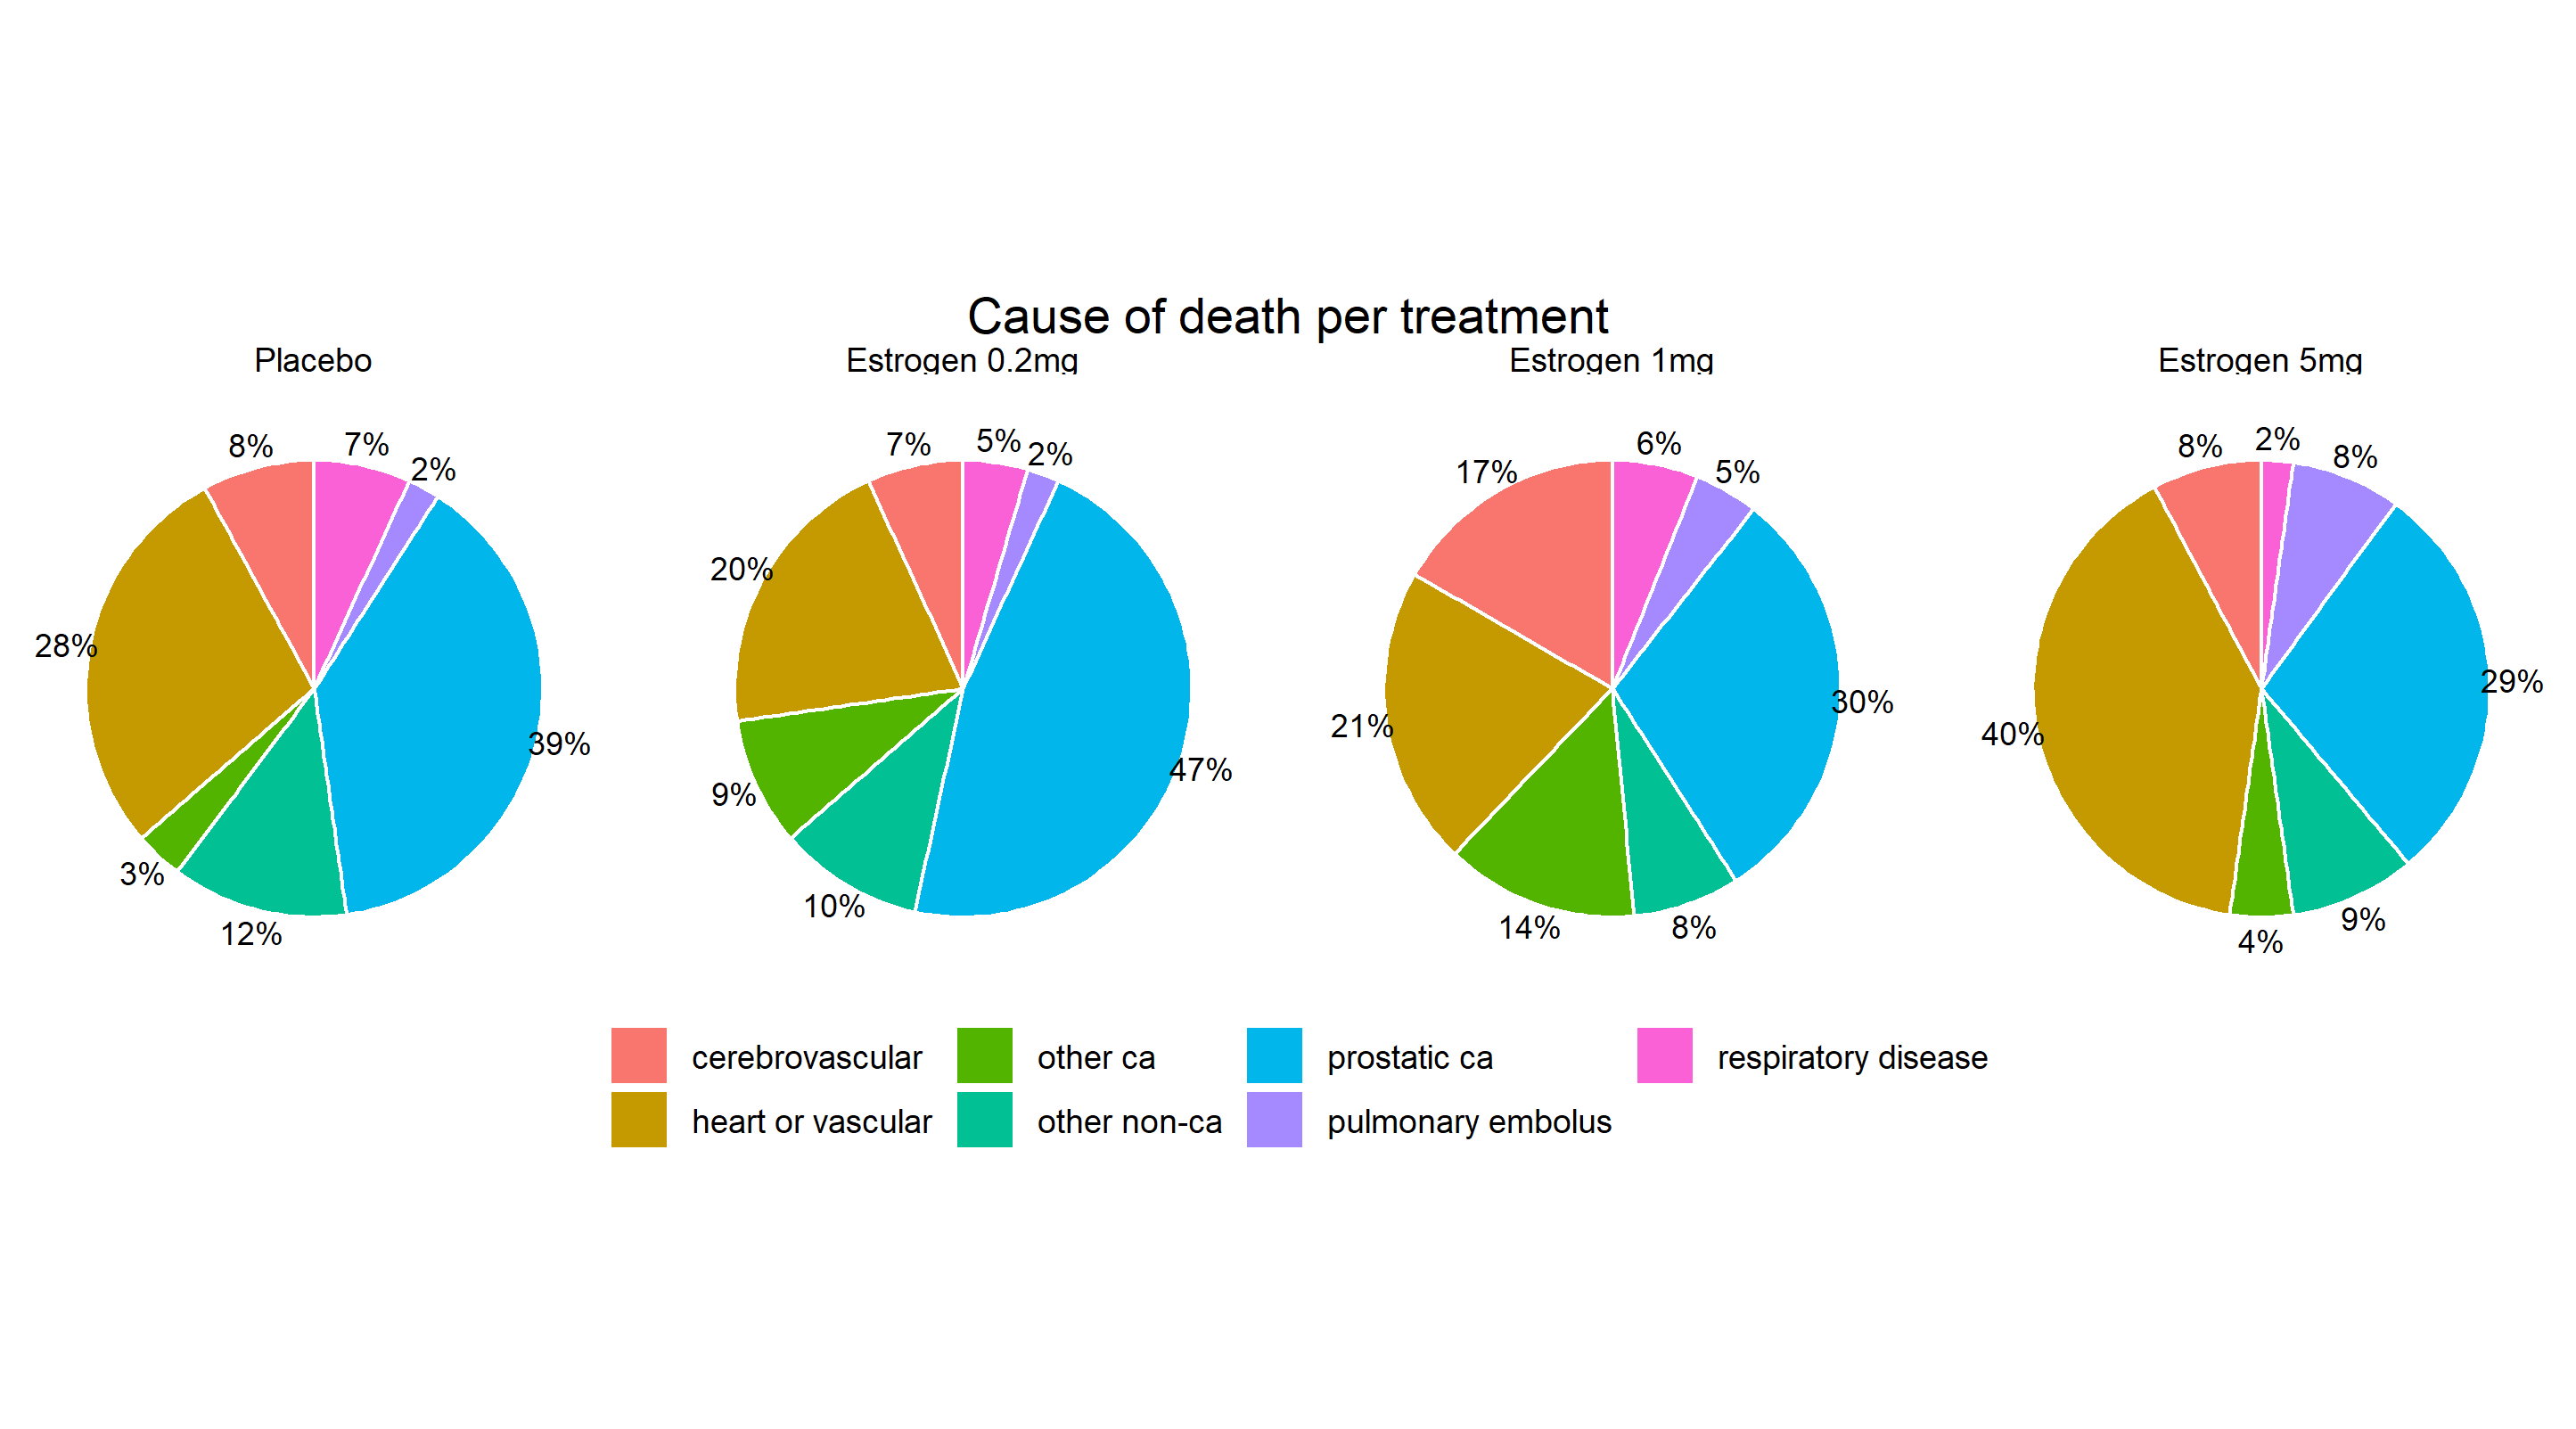 Cause of death per treatment
Placebo
Estrogen 0.2mg
Estrogen 1mg
Estrogen 5mg
8%
7%
2%
28%
39%
3%
12%
7%
5%
2%
20%
47%
9%
10%
17%
6%
5%
21%
30%
14%
8%
8%
2%
8%
40%
29%
4%
9%
cerebrovascular
other ca
prostatic ca
respiratory disease
heart or vascular
other non-ca
pulmonary embolus